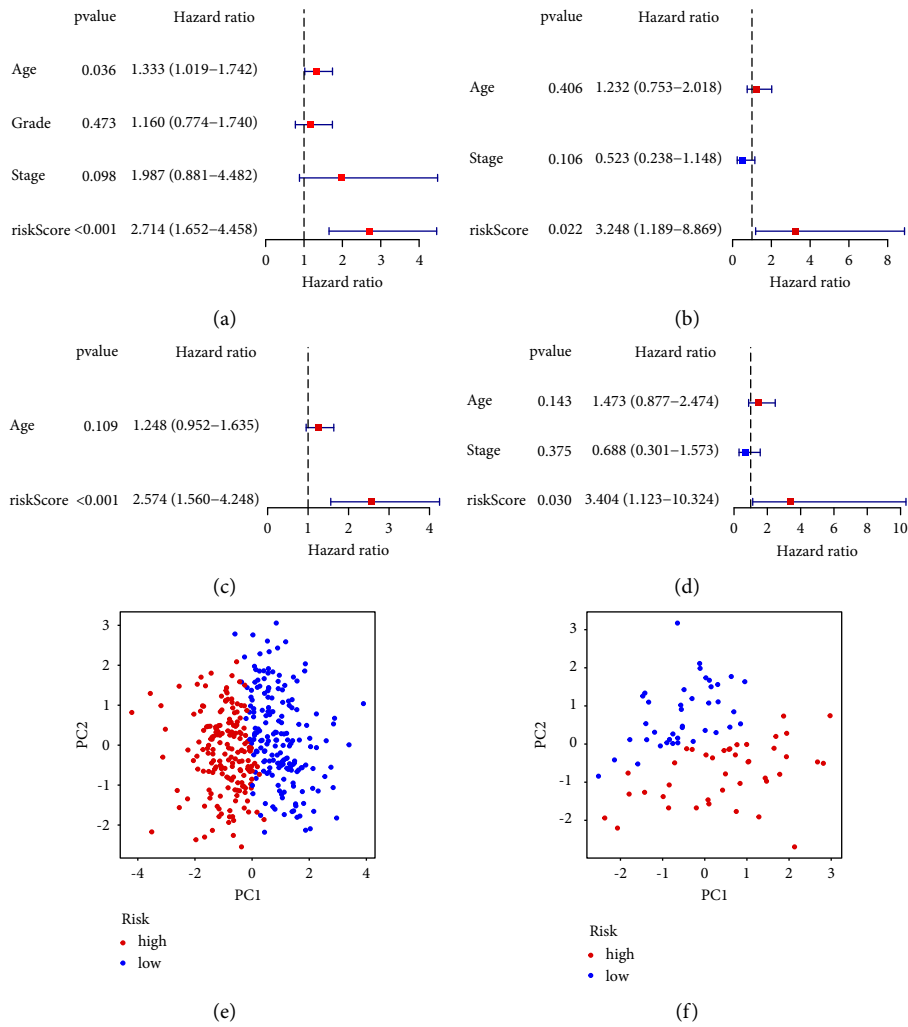 pvalue Hazard ratio
Age 0.036 1.333 (1.019−1.742)
Grade 0.473 1.160 (0.774−1.740)
Stage 0.098 1.987 (0.881−4.482)
riskScore <0.001 2.714 (1.652−4.458)
0 1 2 3 4
Hazard ratio
(a)
pvalue Hazard ratio
Age 0.406 1.232 (0.753−2.018)
Stage 0.106 0.523 (0.238−1.148)
riskScore 0.022 3.248 (1.189−8.869)
0 2 4 6 8
Hazard ratio
(b)
pvalue Hazard ratio
Age 0.109 1.248 (0.952−1.635)
riskScore <0.001 2.574 (1.560−4.248)
0 1 2 3 4
Hazard ratio
(c)
pvalue Hazard ratio
Age 0.143 1.473 (0.877−2.474)
Stage 0.375 0.688 (0.301−1.573)
riskScore 0.030 3.404 (1.123−10.324)
0 2 4 6 8 10
Hazard ratio
(d)
3
2
1
0
-1
-2
PC2
-4 -2 0 2 4
PC1
Risk
high
low
(e)
3
2
1
0
-1
-2
PC2
-2 -1 0 1 2 3
PC1
Risk
high
low
(f)